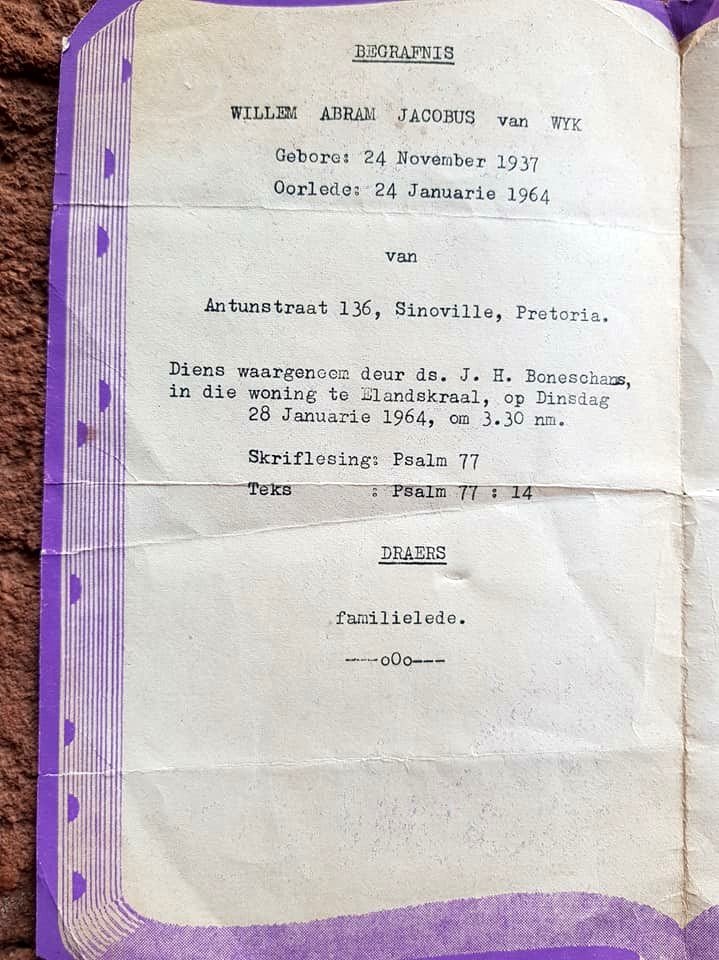 BEGRAFNIS
WILLEM ABRAM JACOBUS van WYK
Gebore: 24 November 1937
Oorlede: 24 Januarie 1964
van
Antunstraat 136, Sinoville, Pretoria.
Diens waargeneem deur ds. J. H. Boneschans,
in die woning te Elandskraal, op Dinsdag
28 Januarie 1964, om 3.30 nm.
Skriflesing: Psalm 77
Teks : Psalm 77 : 14
DRAERS
familielede.
---oOo---